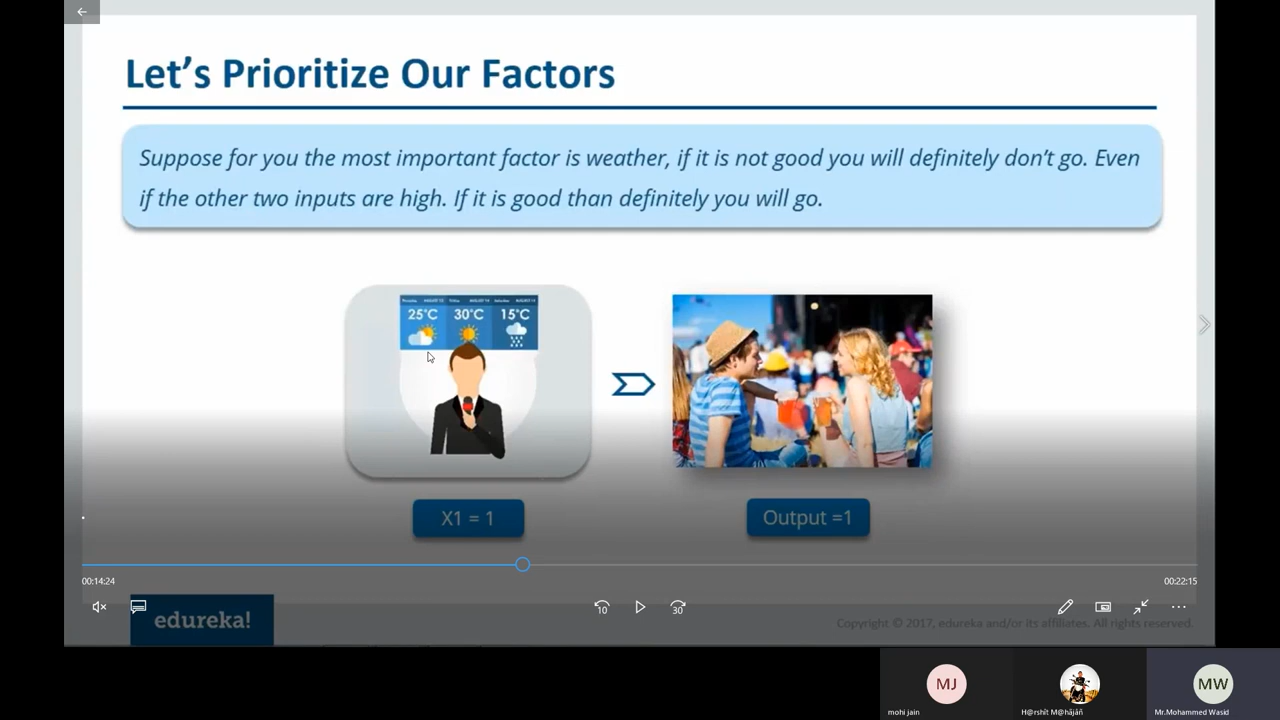 Let's Prioritize Our Factors
Suppose for you the most important factor is weather, if it is not good you will definitely don't go. Even
if the other two inputs are high. If it is good than definitely you will go.
25°C 30°C 15°C
X1 = 1
Output =1
00:14:24
00:22:15
10
30
edureka!
Copyright © 2017, edureka and/or its affiliates. All rights reserved.
MJ
MW
mohi jain
H@rshít M@hãjáñ
Mr.Mohammed Wasid